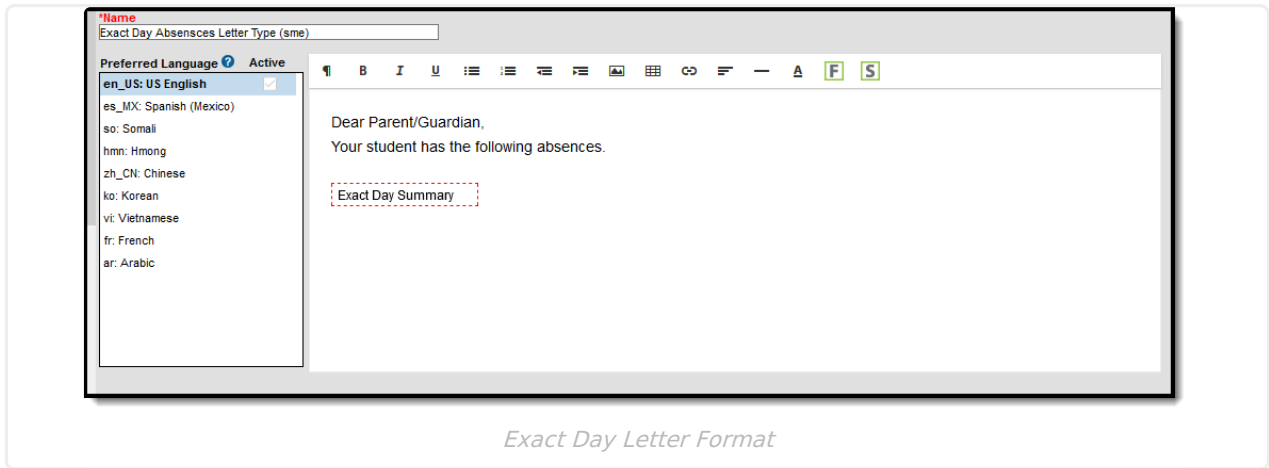 *Name
Exact Day Absensces Letter Type (sme)
Preferred Language ? Active
en_US: US English
es_MX: Spanish (Mexico)
so: Somali
hmn: Hmong
zh_CN: Chinese
ko: Korean
vi: Vietnamese
fr: French
ar: Arabic
¶ B I U A F S
Dear Parent/Guardian,
Your student has the following absences.
Exact Day Summary
Exact Day Letter Format